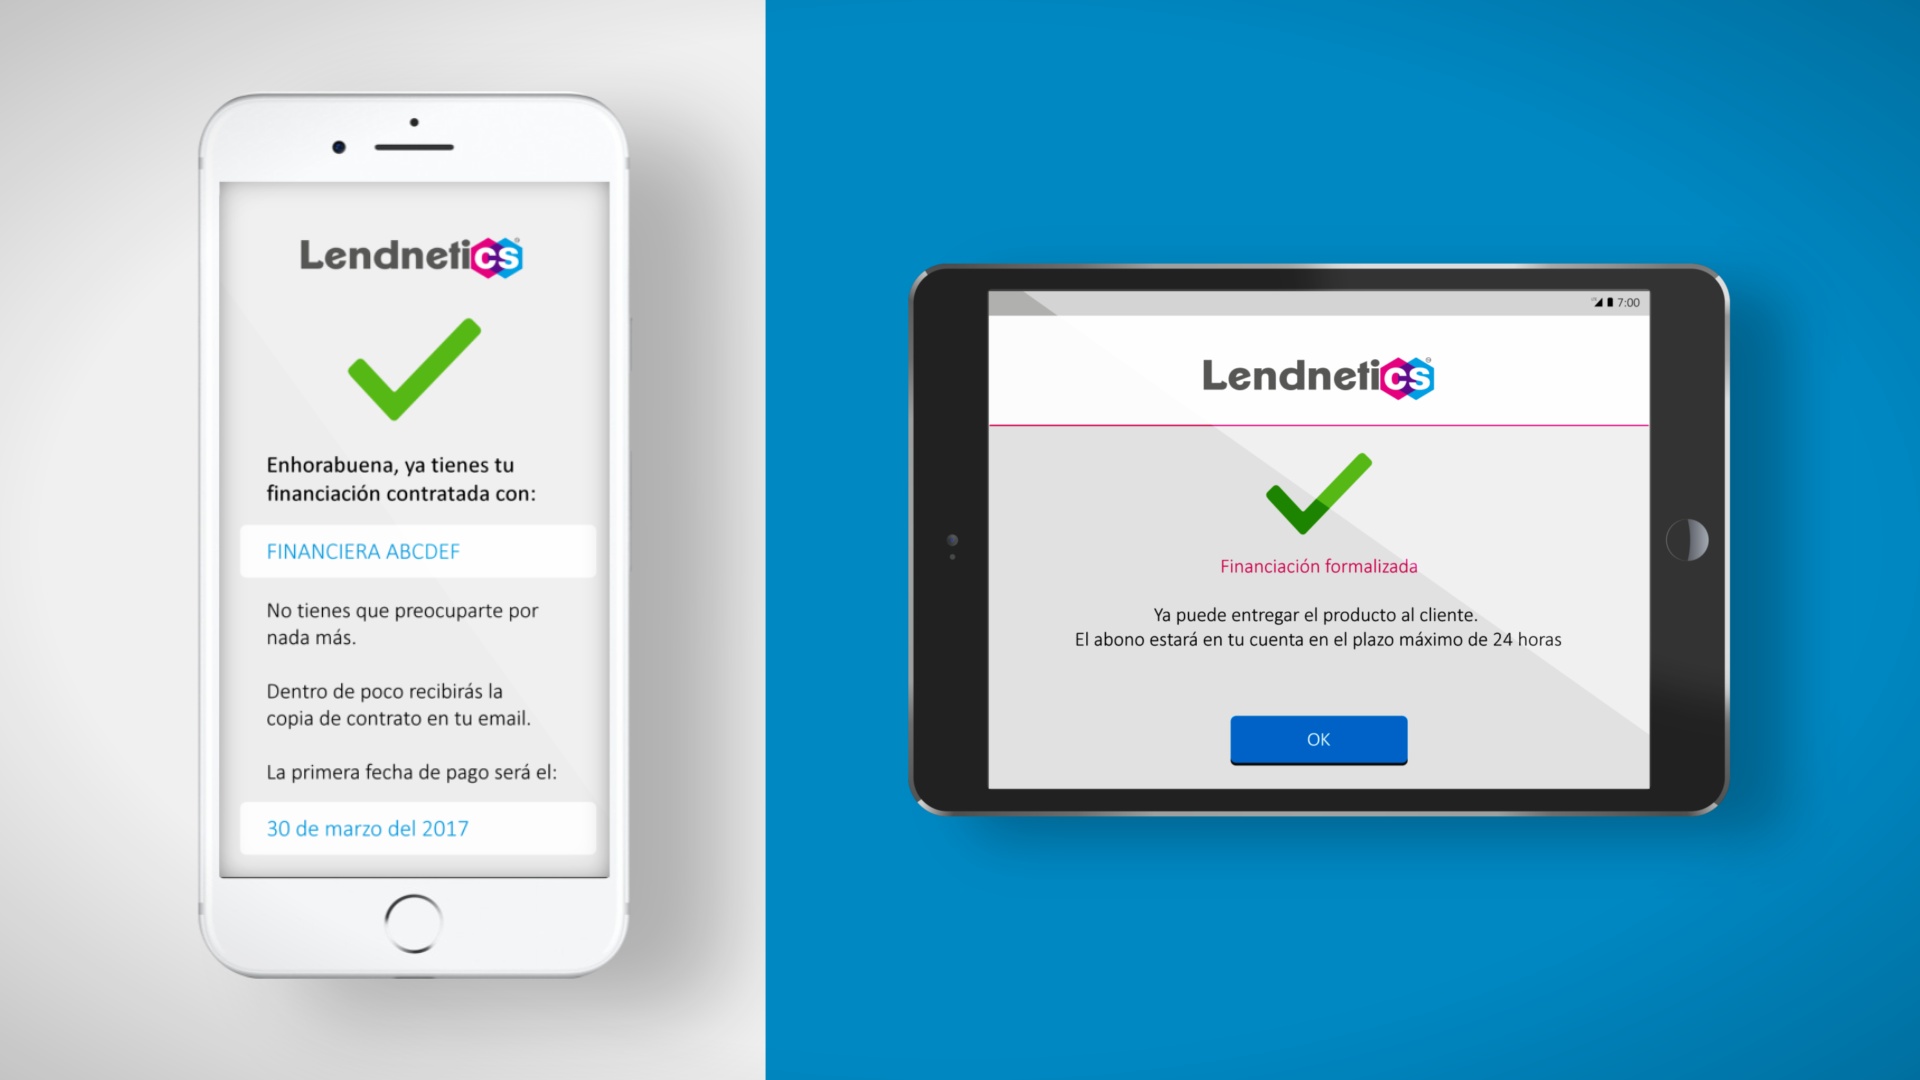 Lendnetics
Enhorabuena, ya tienes tu
financiación contratada con:
FINANCIERA ABCDEF
No tienes que preocuparte por
nada más.
Dentro de poco recibirás la
copia de contrato en tu email.
La primera fecha de pago será el:
30 de marzo del 2017
7:00
Lendnetics
Financiación formalizada
Ya puede entregar el producto al cliente.
El abono estará en tu cuenta en el plazo máximo de 24 horas
OK